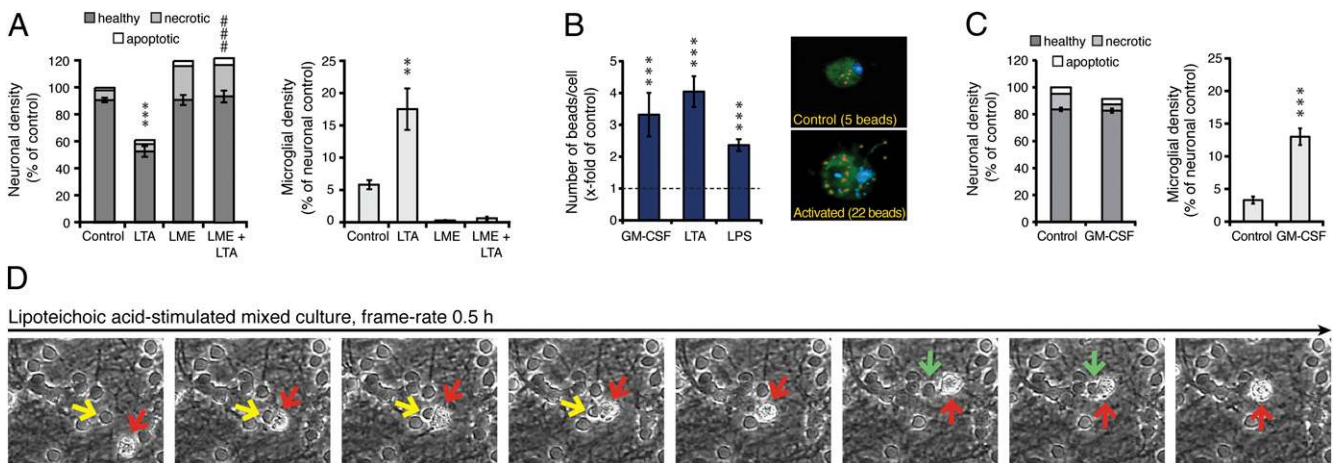 A
healthy
necrotic
apoptotic
###
***
Neuronal density
(% of control)
120
100
80
60
40
20
0
Control
LTA
LME
LME +
LTA
Microglial density
(% of neuronal control)
25
20
15
10
5
0
**
Control
LTA
LME
LME +
LTA
B
Number of beads/cell
(x-fold of control)
5
4
3
2
1
0
***
***
***
GM-CSF
LTA
LPS
Control (5 beads)
Activated (22 beads)
C
healthy
necrotic
apoptotic
Neuronal density
(% of control)
120
100
80
60
40
20
0
Control
GM-CSF
Microglial density
(% of neuronal control)
25
20
15
10
5
0
***
Control
GM-CSF
D
Lipoteichoic acid-stimulated mixed culture, frame-rate 0.5 h